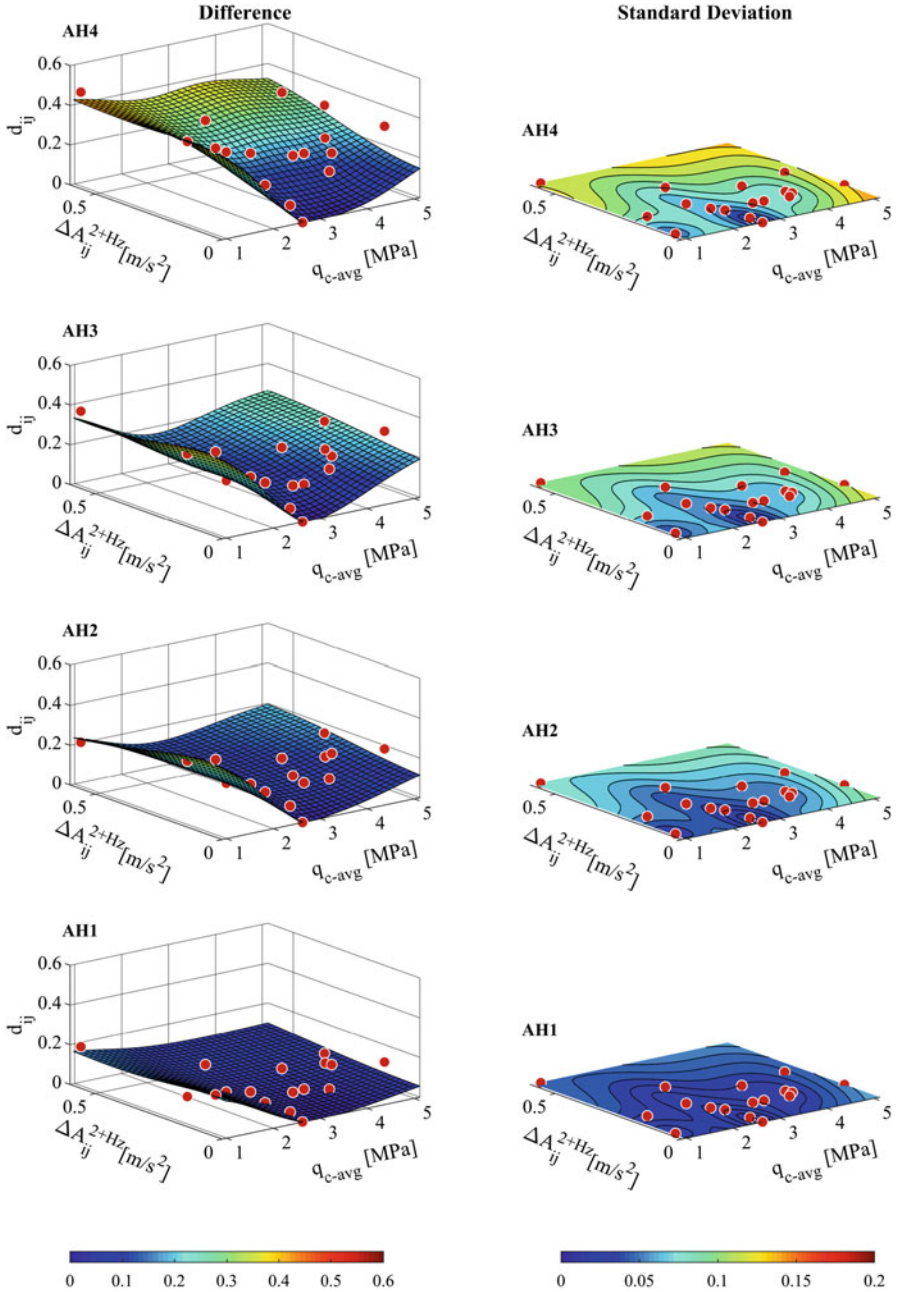 Difference
Standard Deviation
AH4
0.6
0.4
0.2
0
d_ij
0.5
0
ΔA_ij^2+Hz[m/s^2]
1
2
3
4
5
q_c-avg [MPa]
AH4
0.5
0
ΔA_ij^2+Hz[m/s^2]
1
2
3
4
5
q_c-avg [MPa]
AH3
0.6
0.4
0.2
0
d_ij
0.5
0
ΔA_ij^2+Hz[m/s^2]
1
2
3
4
5
q_c-avg [MPa]
AH3
0.5
0
ΔA_ij^2+Hz[m/s^2]
1
2
3
4
5
q_c-avg [MPa]
AH2
0.6
0.4
0.2
0
d_ij
0.5
0
ΔA_ij^2+Hz[m/s^2]
1
2
3
4
5
q_c-avg [MPa]
AH2
0.5
0
ΔA_ij^2+Hz[m/s^2]
1
2
3
4
5
q_c-avg [MPa]
AH1
0.6
0.4
0.2
0
d_ij
0.5
0
ΔA_ij^2+Hz[m/s^2]
1
2
3
4
5
q_c-avg [MPa]
AH1
0.5
0
ΔA_ij^2+Hz[m/s^2]
1
2
3
4
5
q_c-avg [MPa]
0 0.1 0.2 0.3 0.4 0.5 0.6
0 0.05 0.1 0.15 0.2